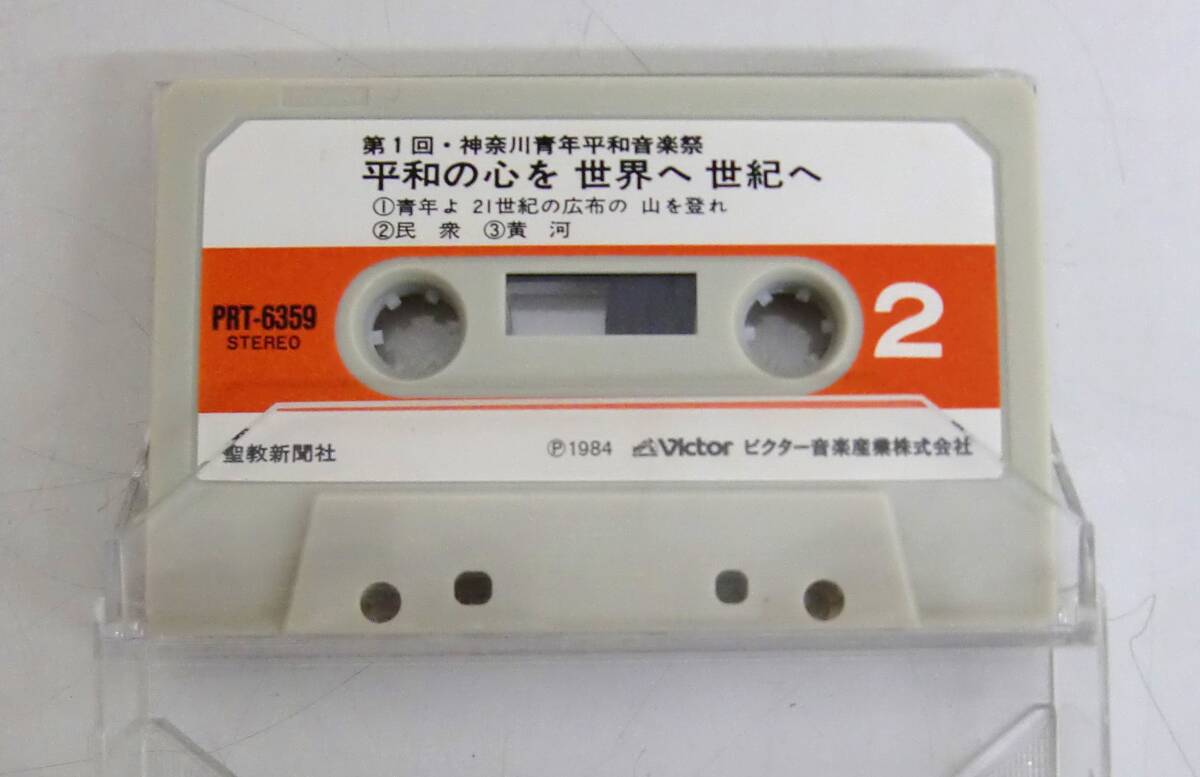 第1回・神奈川青年平和音楽祭
平和の心を 世界へ 世紀へ
①青年よ 21世紀の広布の 山を登れ
②民 衆 ③黄 河
PRT-6359
STEREO
2
聖教新聞社
Ⓟ1984 Victor ビクター音楽産業株式会社